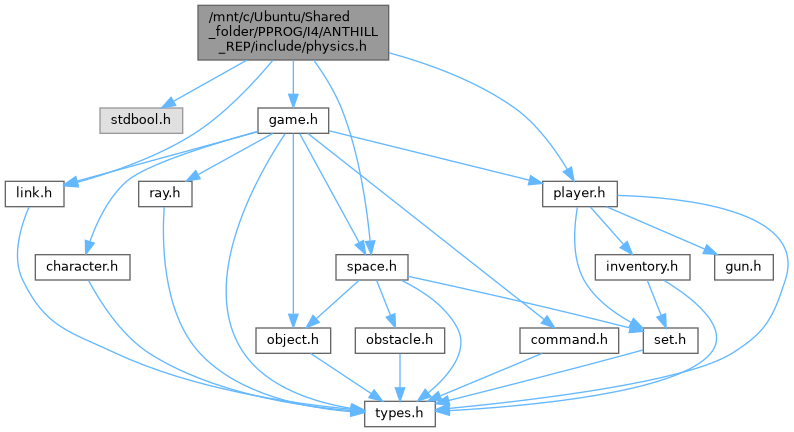 /mnt/c/Ubuntu/Shared
_folder/PPROG/I4/ANTHILL
_REP/include/physics.h
stdbool.h
game.h
link.h
ray.h
player.h
character.h
space.h
inventory.h
gun.h
object.h
obstacle.h
command.h
set.h
types.h